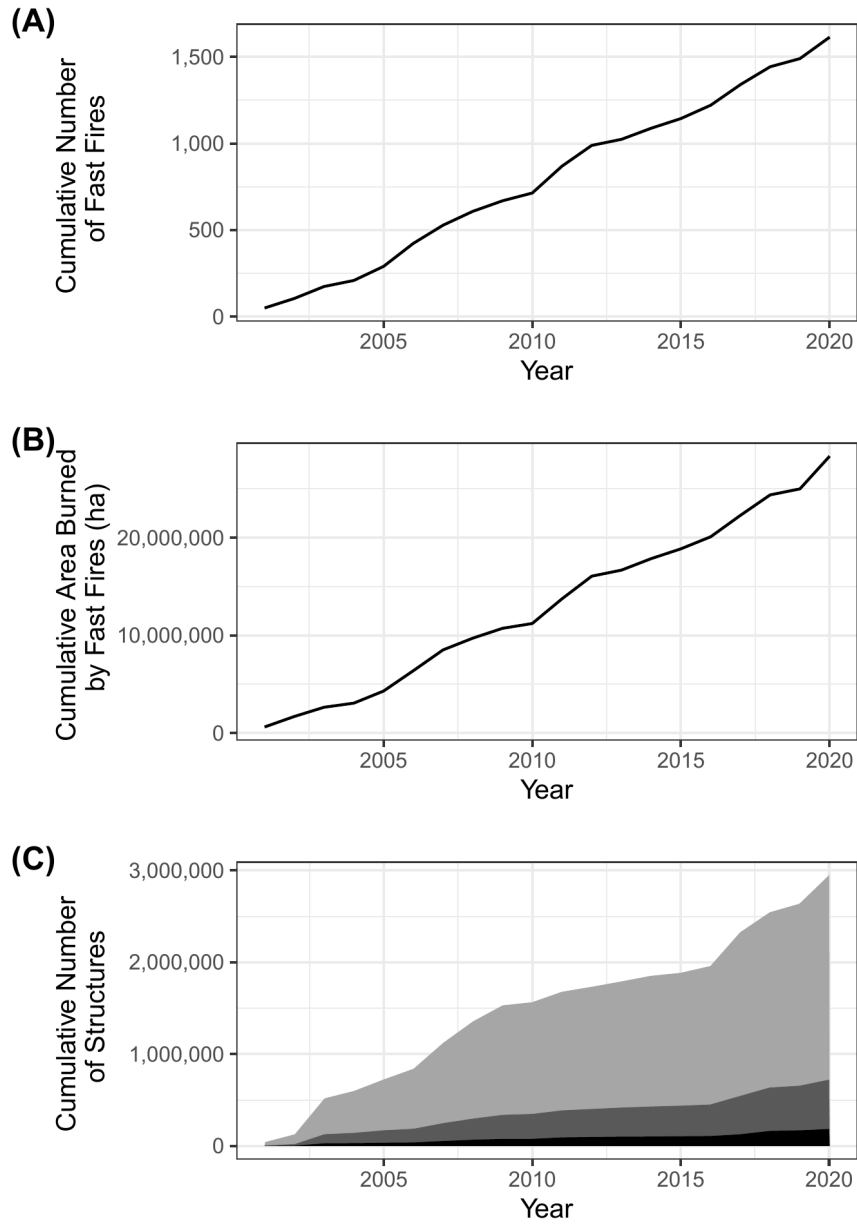 (A)
Cumulative Number
of Fast Fires
1,500
1,000
500
0
2005
2010
2015
2020
Year
(B)
Cumulative Area Burned
by Fast Fires (ha)
20,000,000
10,000,000
0
2005
2010
2015
2020
Year
(C)
Cumulative Number
of Structures
3,000,000
2,000,000
1,000,000
0
2005
2010
2015
2020
Year